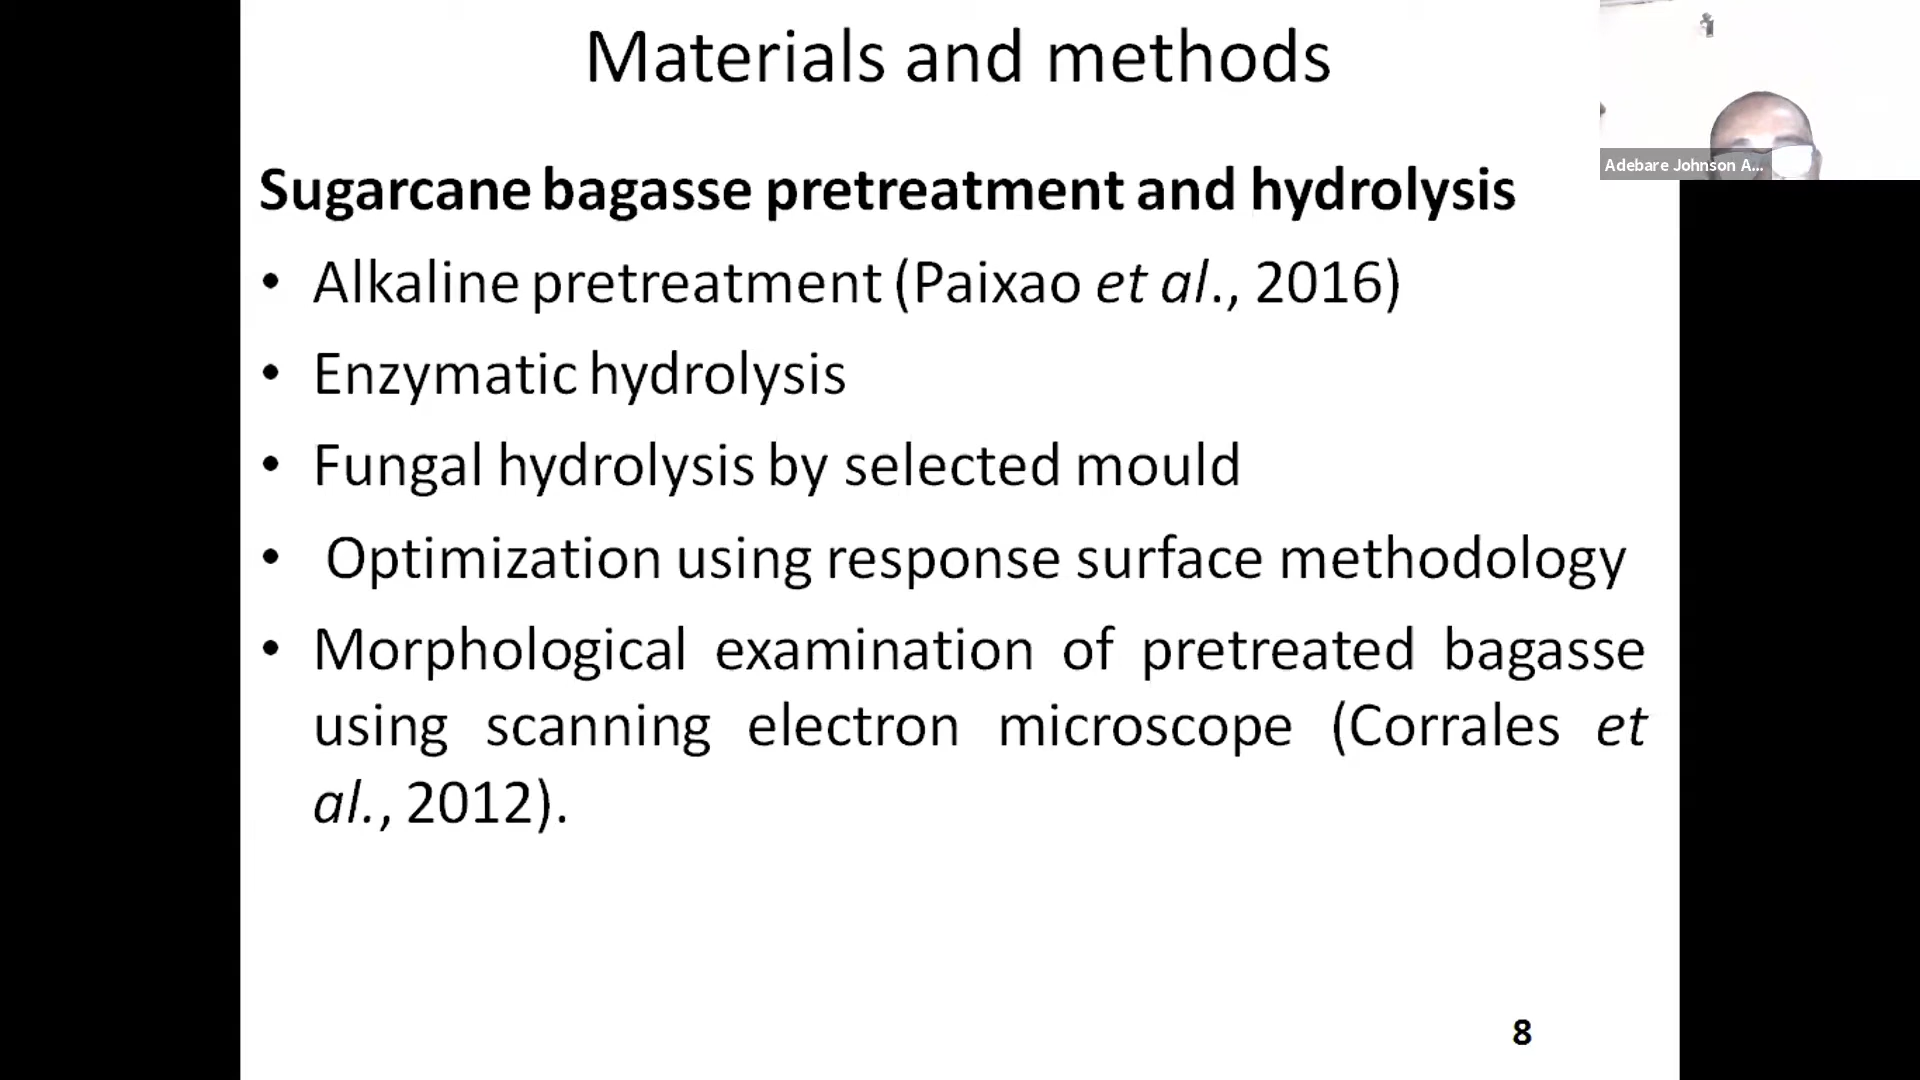 Materials and methods
Adebare Johnson A...
Sugarcane bagasse pretreatment and hydrolysis
• Alkaline pretreatment (Paixao et al., 2016)
• Enzymatic hydrolysis
• Fungal hydrolysis by selected mould
• Optimization using response surface methodology
• Morphological examination of pretreated bagasse
using scanning electron microscope (Corrales et
al., 2012).
8